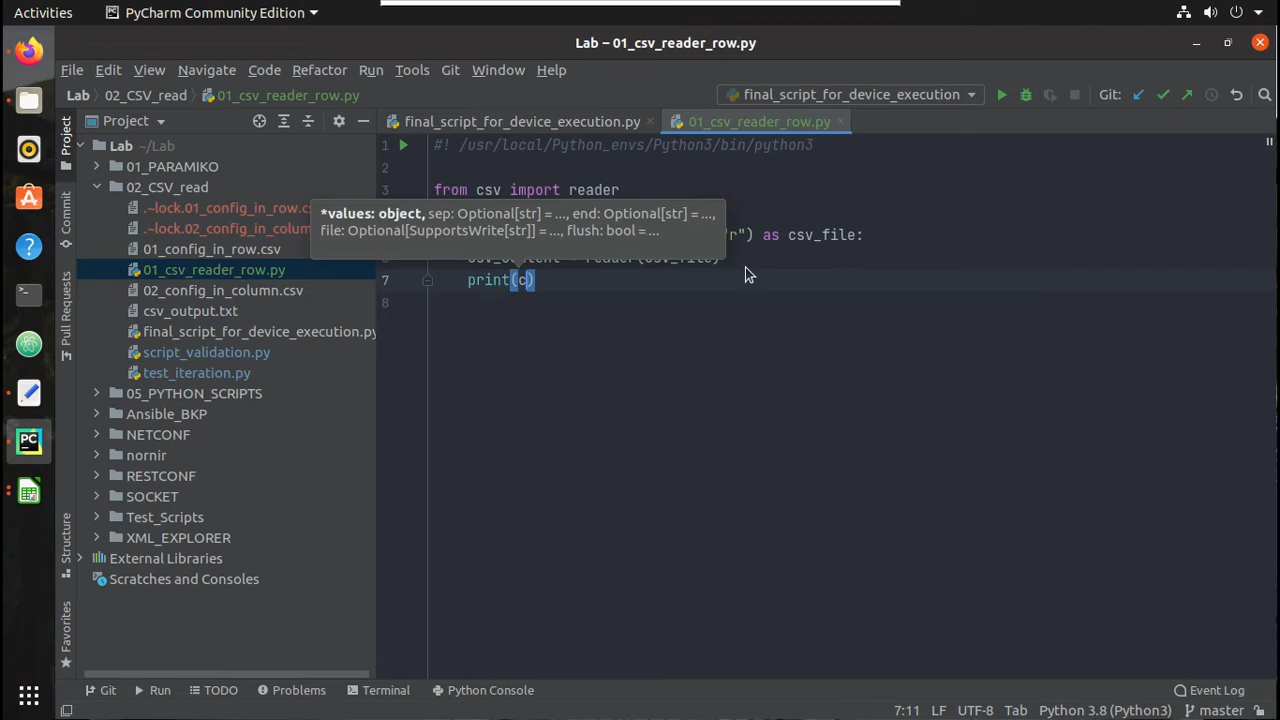 Activities PyCharm Community Edition
Lab – 01_csv_reader_row.py
File Edit View Navigate Code Refactor Run Tools Git Window Help
Lab 02_CSV_read 01_csv_reader_row.py final_script_for_device_execution Git:
Project Project final_script_for_device_execution.py 01_csv_reader_row.py
Lab ~/Lab 1 #! /usr/local/Python_envs/Python3/bin/python3
01_PARAMIKO 2
02_CSV_read 3 from csv import reader
.~lock.01_config_in_row.cs *values: object, sep: Optional[str] = ..., end: Optional[str] = ...,
.~lock.02_config_in_colum file: Optional[SupportsWrite[str]] = ..., flush: bool = ... "r") as csv_file:
01_config_in_row.csv
01_csv_reader_row.py 7 print(c)
02_config_in_column.csv 8
csv_output.txt
final_script_for_device_execution.py
script_validation.py
test_iteration.py
05_PYTHON_SCRIPTS
Ansible_BKP
NETCONF
nornir
RESTCONF
SOCKET
Test_Scripts
XML_EXPLORER
External Libraries
Scratches and Console
Commit
Pull Requests
Structure
Favorites
Git Run TODO Problems Terminal Python Console Event Log
7:11 LF UTF-8 Tab Python 3.8 (Python3) master